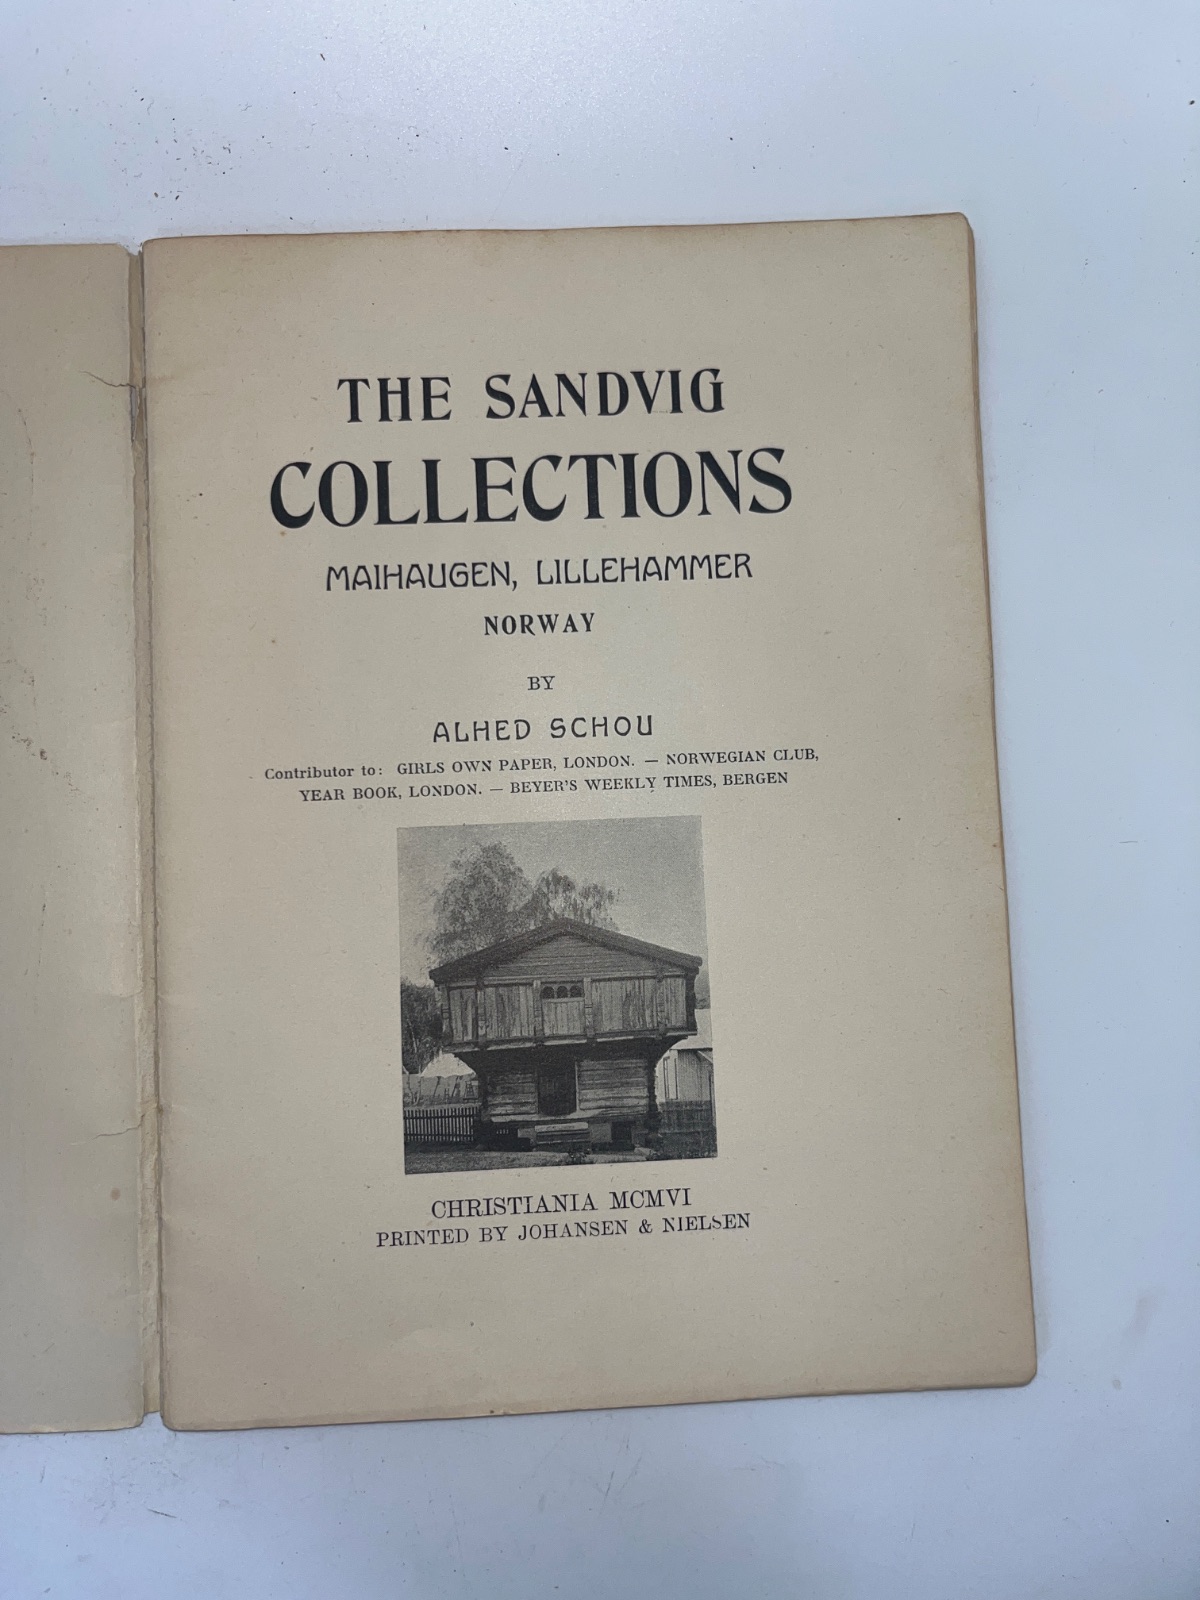 THE SANDVIG
COLLECTIONS
MAIHAUGEN, LILLEHAMMER
NORWAY
BY
ALHED SCHOU
Contributor to: GIRLS OWN PAPER, LONDON. — NORWEGIAN CLUB,
YEAR BOOK, LONDON. — BEYER'S WEEKLY TIMES, BERGEN
CHRISTIANIA MCMVI
PRINTED BY JOHANSEN & NIELSEN